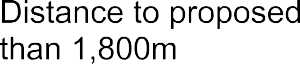 Distance to proposed
than 1,800m